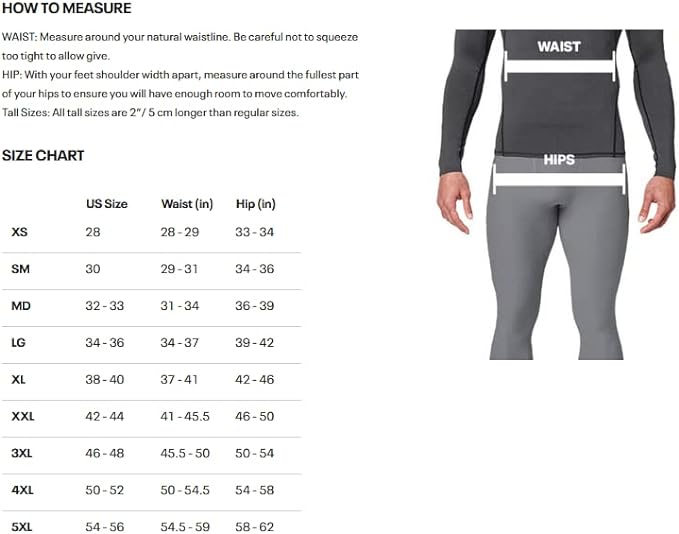 HOW TO MEASURE
WAIST: Measure around your natural waistline. Be careful not to squeeze
too tight to allow give.
HIP: With your feet shoulder width apart, measure around the fullest part
of your hips to ensure you will have enough room to move comfortably.
Tall Sizes: All tall sizes are 2”/ 5 cm longer than regular sizes.
SIZE CHART
US Size Waist (in) Hip (in)
XS 28 28 - 29 33 - 34
SM 30 29 - 31 34 - 36
MD 32 - 33 31 - 34 36 - 39
LG 34 - 36 34 - 37 39 - 42
XL 38 - 40 37 - 41 42 - 46
XXL 42 - 44 41 - 45.5 46 - 50
3XL 46 - 48 45.5 - 50 50 - 54
4XL 50 - 52 50 - 54.5 54 - 58
5XL 54 - 56 54.5 - 59 58 - 62
WAIST
HIPS